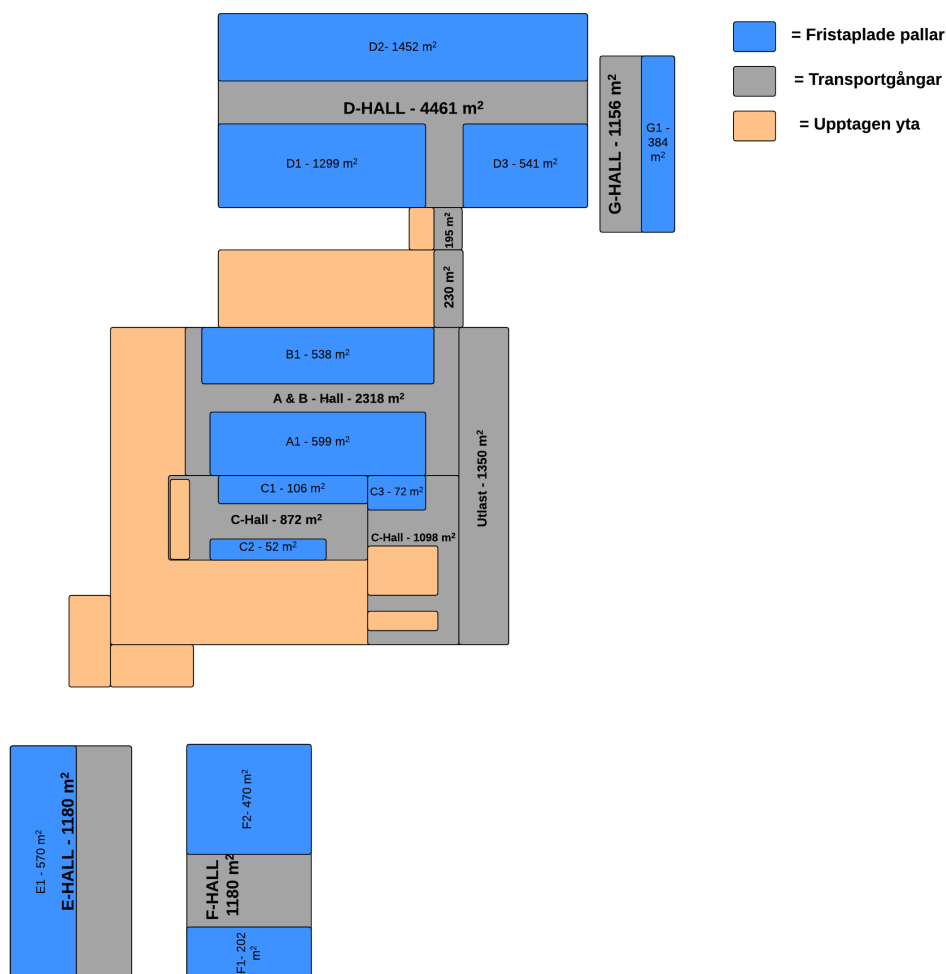 D2- 1452 m²
D-HALL - 4461 m²
D1 - 1299 m²
D3 - 541 m²
195 m²
230 m²
G-HALL - 1156 m²
G1 -
384
m²
= Fristaplade pallar
= Transportgångar
= Upptagen yta
B1 - 538 m²
A & B - Hall - 2318 m²
A1 - 599 m²
C1 - 106 m²
C3 - 72 m²
C-Hall - 872 m²
C-Hall - 1098 m²
C2 - 52 m²
Utlast - 1350 m²
E1 - 570 m²
E-HALL - 1180 m²
F2- 470 m²
F-HALL
1180 m²
F1- 202
m²